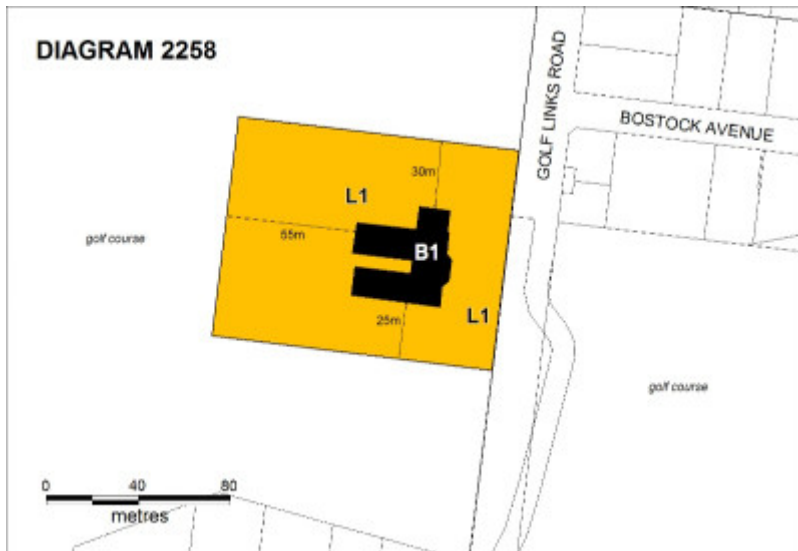 DIAGRAM 2258
GOLF LINKS ROAD
BOSTOCK AVENUE
30m
L1
golf course
55m
B1
25m
L1
golf course
0 40 80
metres